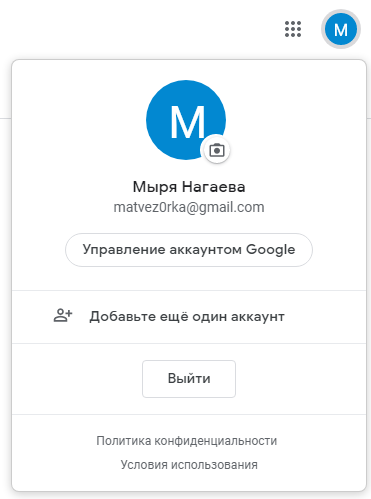 М
М
Мыря Нагаева
matvez0rka@gmail.com
Управление аккаунтом Google
Добавьте ещё один аккаунт
Выйти
Политика конфиденциальности
Условия использования